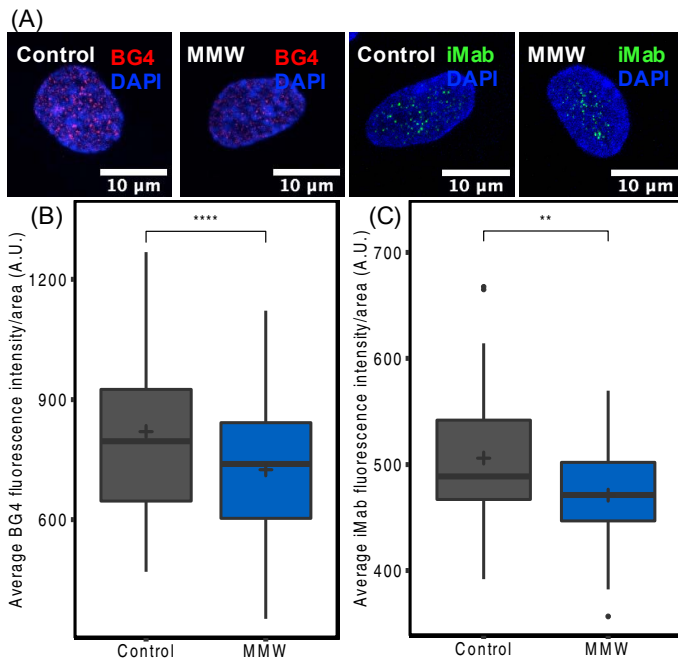 (A)
Control BG4
DAPI
10 µm
MMW BG4
DAPI
10 µm
Control iMab
DAPI
10 µm
MMW iMab
DAPI
10 µm
(B)
Average BG4 fluorescence intensity/area (A.U.)
1200
900
600
****
Control
MMW
(C)
Average iMab fluorescence intensity/area (A.U.)
700
600
500
400
**
Control
MMW